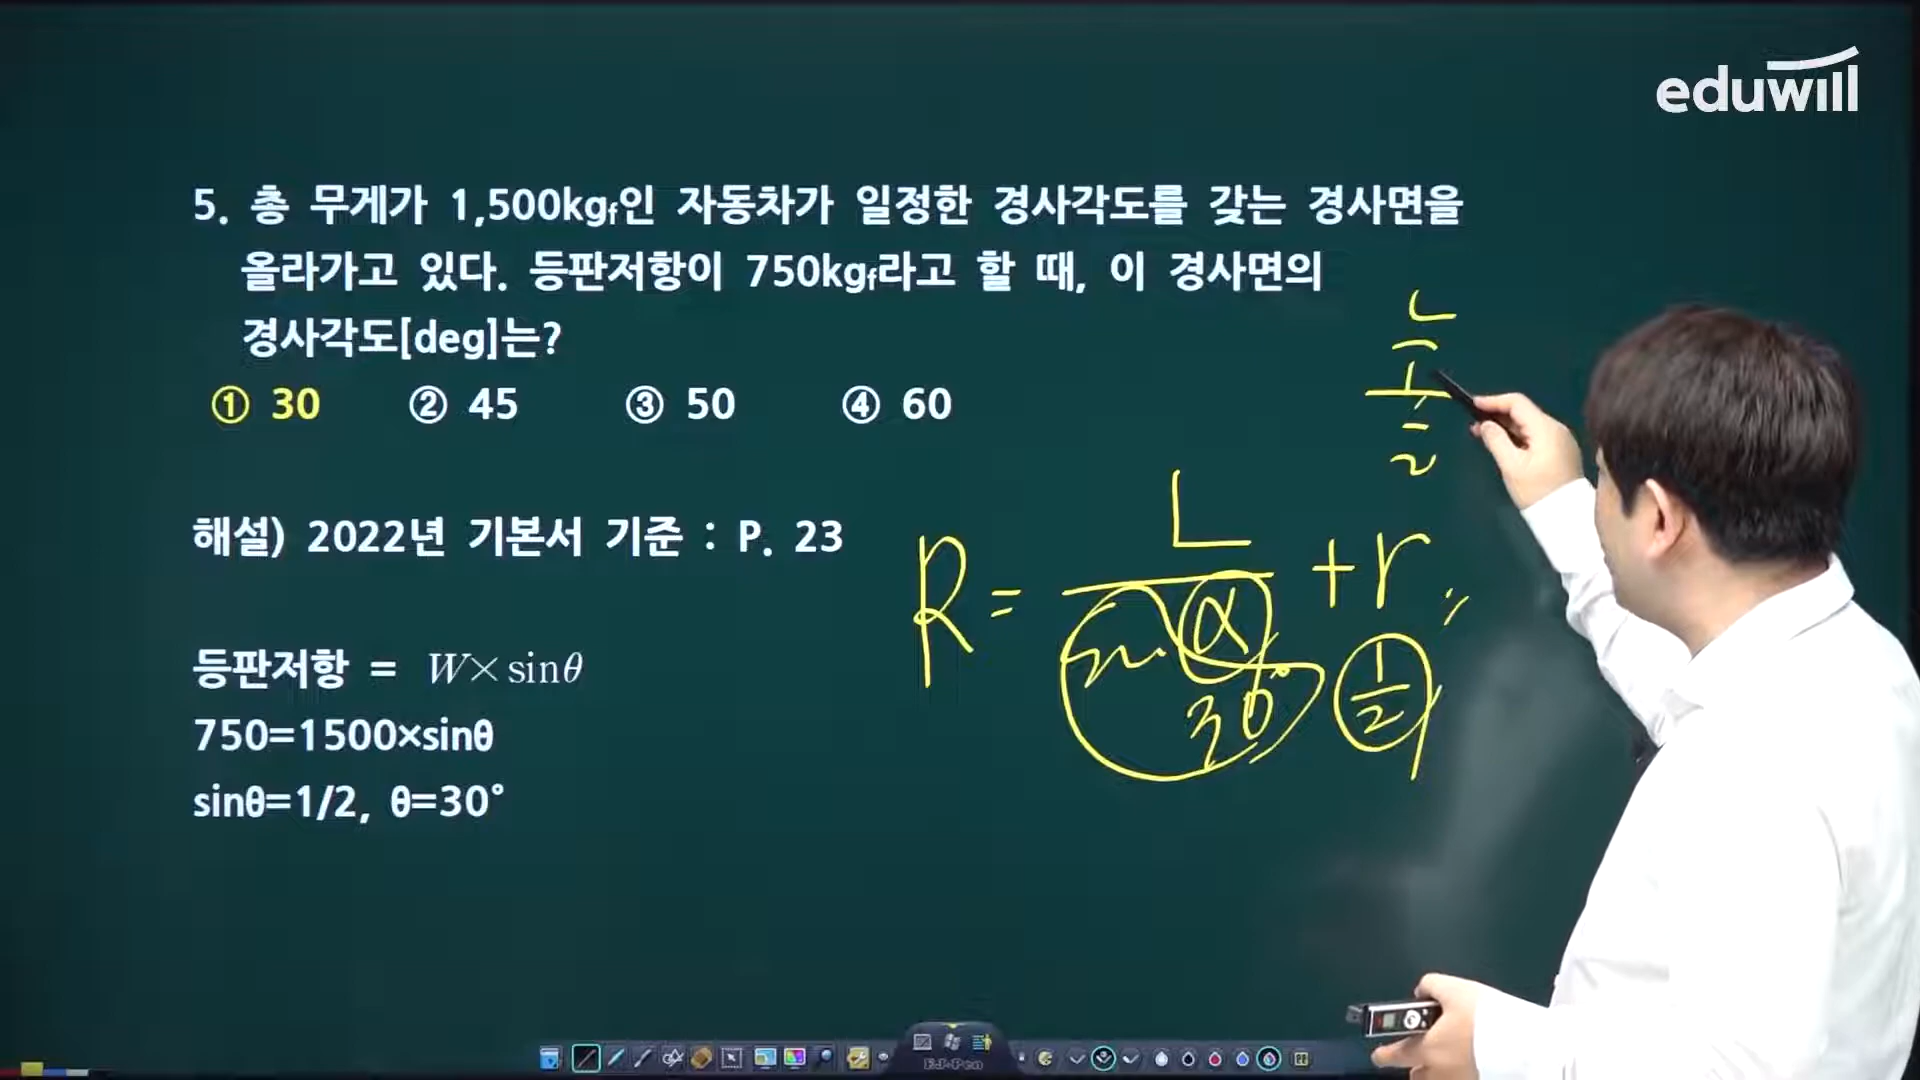 eduwill
5. 총 무게가 1,500kgf인 자동차가 일정한 경사각도를 갖는 경사면을
올라가고 있다. 등판저항이 750kgf라고 할 때, 이 경사면의
경사각도[deg]는?
① 30 ② 45 ③ 50 ④ 60
해설) 2022년 기본서 기준 : P. 23
등판저항 = W×sinθ
750=1500×sinθ
sinθ=1/2, θ=30°
L
1
1
2
R = L + r
α
30°
1
2
EJ-Pen